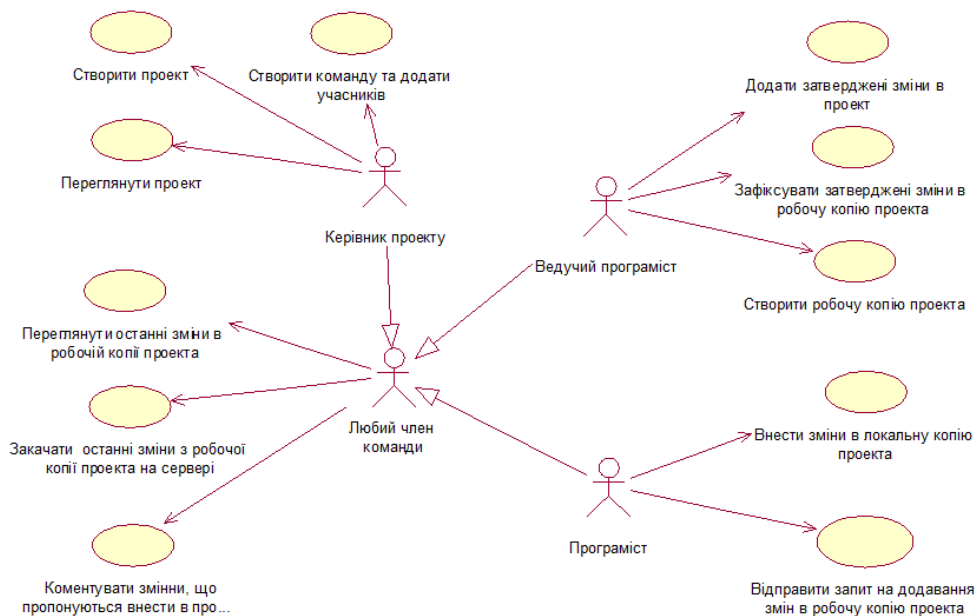 Створити проект
Створити команду та додати
учасників
Додати затверджені зміни в
проект
Переглянути проект
Зафіксувати затверджені зміни в
робочу копію проекта
Керівник проекту
Ведучий програміст
Створити робочу копію проекта
Переглянути останні зміни в
робочій копії проекта
Закачати останні зміни з робочої
копії проекта на сервері
Любий член
команди
Внести зміни в локальну копію
проекта
Програміст
Коментувати змінни, що
пропонуються внести в про...
Відправити запит на додавання
змін в робочу копію проекта